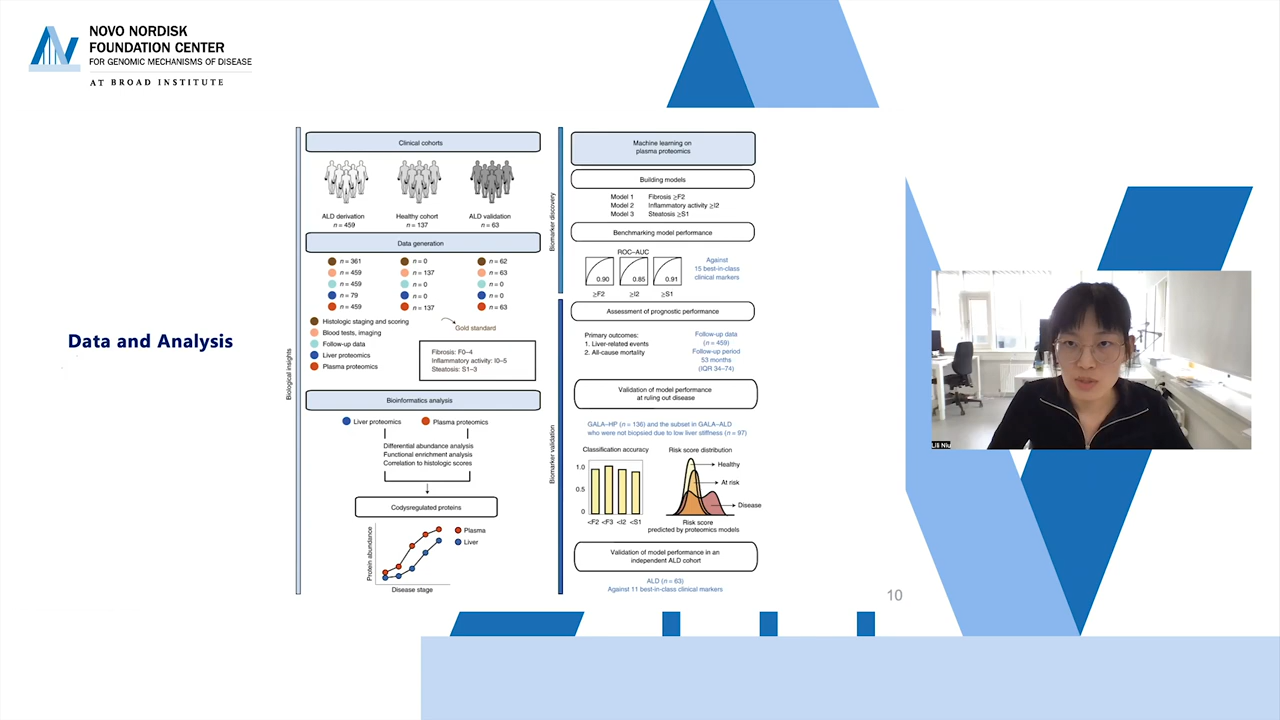 NOVO NORDISK
FOUNDATION CENTER
FOR GENOMIC MECHANISMS OF DISEASE
AT BROAD INSTITUTE
Data and Analysis
Biological insights
Clinical cohorts
ALD derivation
n = 459
Healthy cohort
n = 137
ALD validation
n = 63
Data generation
n = 361 n = 0 n = 62
n = 459 n = 137 n = 63
n = 459 n = 0 n = 0
n = 79 n = 0 n = 0
n = 459 n = 137 n = 63
Histologic staging and scoring
Blood tests, imaging
Follow-up data
Liver proteomics
Plasma proteomics
Gold standard
Fibrosis: F0–4
Inflammatory activity: I0–5
Steatosis: S1–3
Bioinformatics analysis
Liver proteomics Plasma proteomics
Differential abundance analysis
Functional enrichment analysis
Correlation to histologic scores
Codysregulated proteins
Protein abundance
Plasma
Liver
Disease stage
Biomarker discovery
Machine learning on
plasma proteomics
Building models
Model 1 Fibrosis ≥F2
Model 2 Inflammatory activity ≥I2
Model 3 Steatosis ≥S1
Benchmarking model performance
ROC–AUC
0.90 0.85 0.91
≥F2 ≥I2 ≥S1
Against
15 best-in-class
clinical markers
Biomarker validation
Assessment of prognostic performance
Primary outcomes:
1. Liver-related events
2. All-cause mortality
Follow-up data
(n = 459)
Follow-up period
53 months
(IQR 34–74)
Validation of model performance
at ruling out disease
GALA–HP (n = 136) and the subset in GALA–ALD
who were not biopsied due to low liver stiffness (n = 97)
Classification accuracy
1.0
0.5
0
<F2 <F3 <I2 <S1
Risk score distribution
Healthy
At risk
Disease
Risk score
predicted by proteomics models
Validation of model performance in an
independent ALD cohort
ALD (n = 63)
Against 11 best-in-class clinical markers
10
Lili Niu